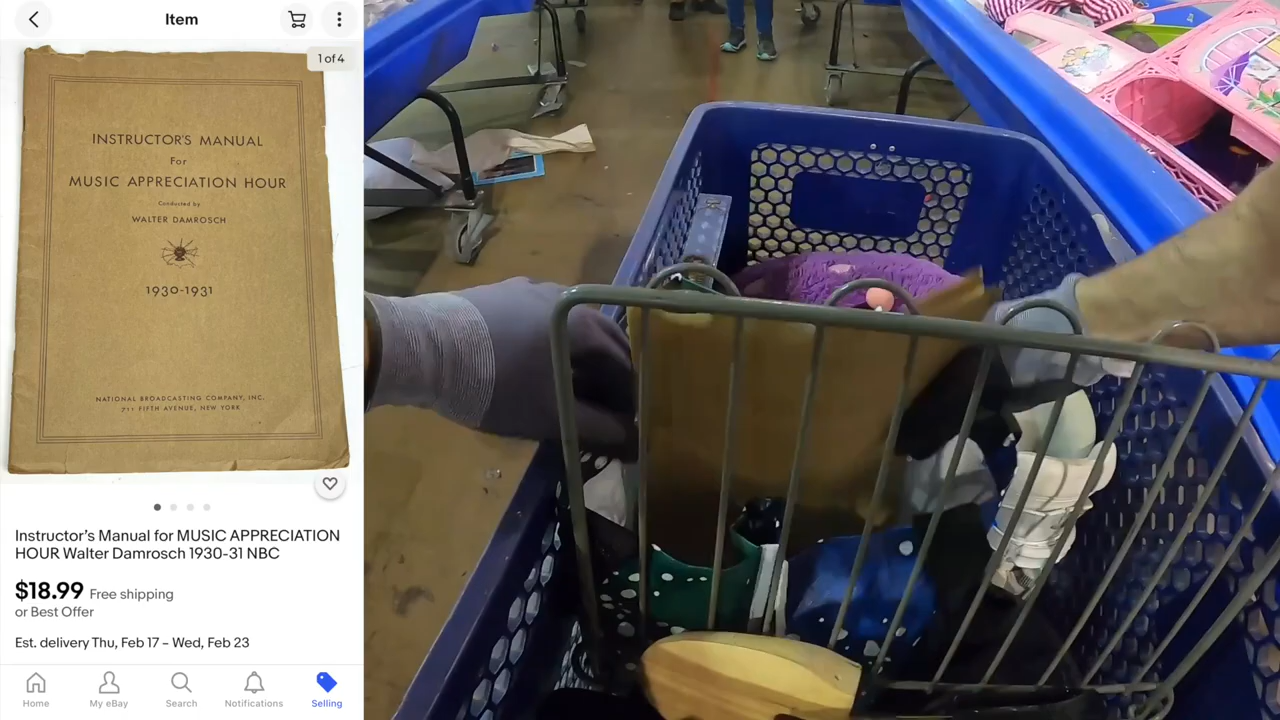 Item
1 of 4
INSTRUCTOR'S MANUAL
For
MUSIC APPRECIATION HOUR
Conducted by
WALTER DAMROSCH
1930-1931
NATIONAL BROADCASTING COMPANY, INC.
711 FIFTH AVENUE, NEW YORK
Instructor's Manual for MUSIC APPRECIATION
HOUR Walter Damrosch 1930-31 NBC
$18.99 Free shipping
or Best Offer
Est. delivery Thu, Feb 17 – Wed, Feb 23
Home
My eBay
Search
Notifications
Selling